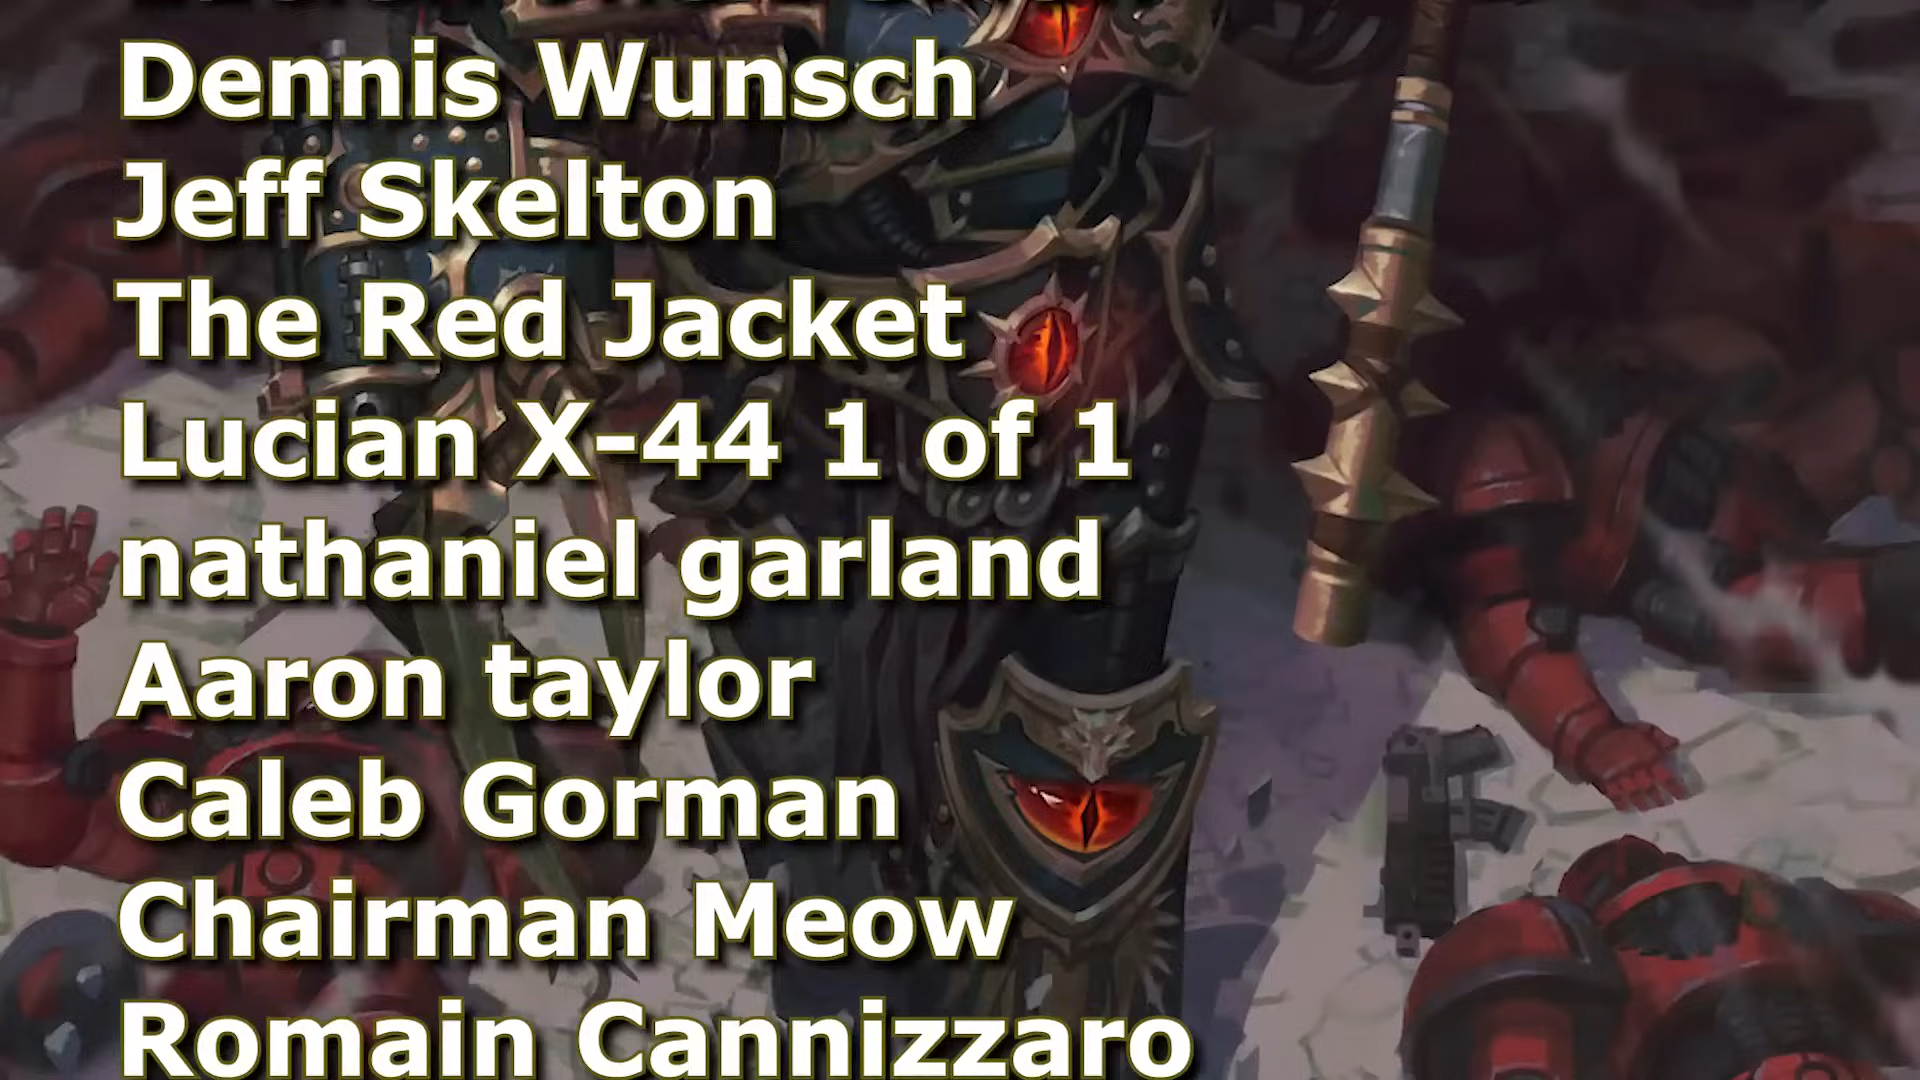 Dennis Wunsch
Jeff Skelton
The Red Jacket
Lucian X-44 1 of 1
nathaniel garland
Aaron taylor
Caleb Gorman
Chairman Meow
Romain Cannizzaro